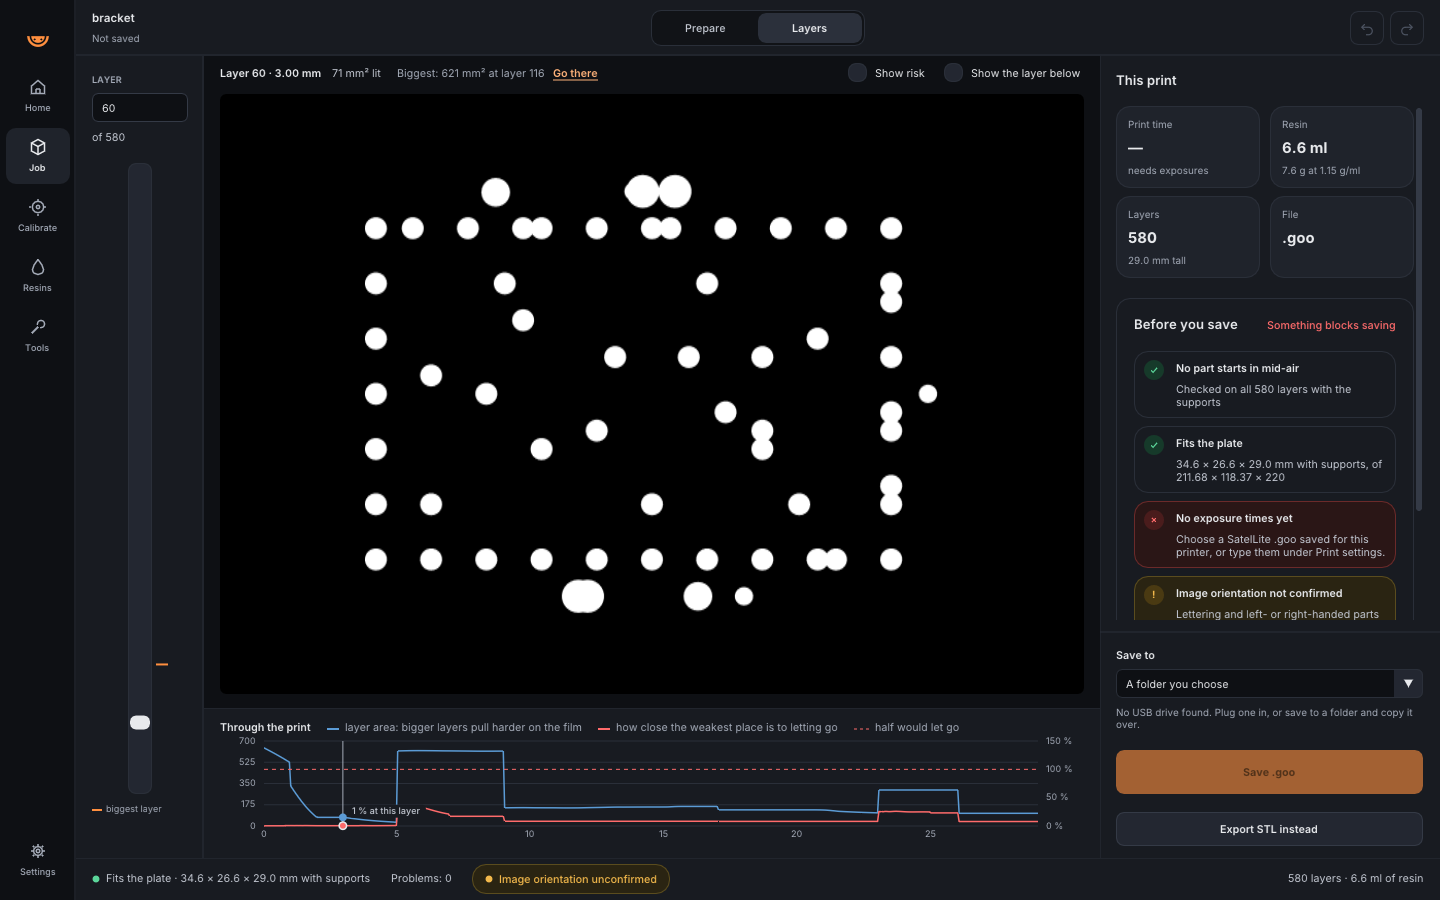 bracket
Not saved
Prepare
Layers
Home
Job
Calibrate
Resins
Tools
Settings
LAYER
60
of 580
biggest layer
Layer 60 · 3.00 mm
71 mm² lit
Biggest: 621 mm² at layer 116
Go there
Show risk
Show the layer below
Through the print
layer area: bigger layers pull harder on the film
how close the weakest place is to letting go
half would let go
700
525
350
175
0
150 %
100 %
50 %
0 %
1 % at this layer
0
5
10
15
20
25
This print
Print time
—
needs exposures
Resin
6.6 ml
7.6 g at 1.15 g/ml
Layers
580
29.0 mm tall
File
.goo
Before you save
Something blocks saving
No part starts in mid-air
Checked on all 580 layers with the
supports
Fits the plate
34.6 × 26.6 × 29.0 mm with supports, of
211.68 × 118.37 × 220
No exposure times yet
Choose a SatelLite .goo saved for this
printer, or type them under Print settings.
Image orientation not confirmed
Lettering and left- or right-handed parts
Save to
A folder you choose
No USB drive found. Plug one in, or save to a folder and copy it
over.
Save .goo
Export STL instead
Fits the plate · 34.6 × 26.6 × 29.0 mm with supports
Problems: 0
Image orientation unconfirmed
580 layers · 6.6 ml of resin